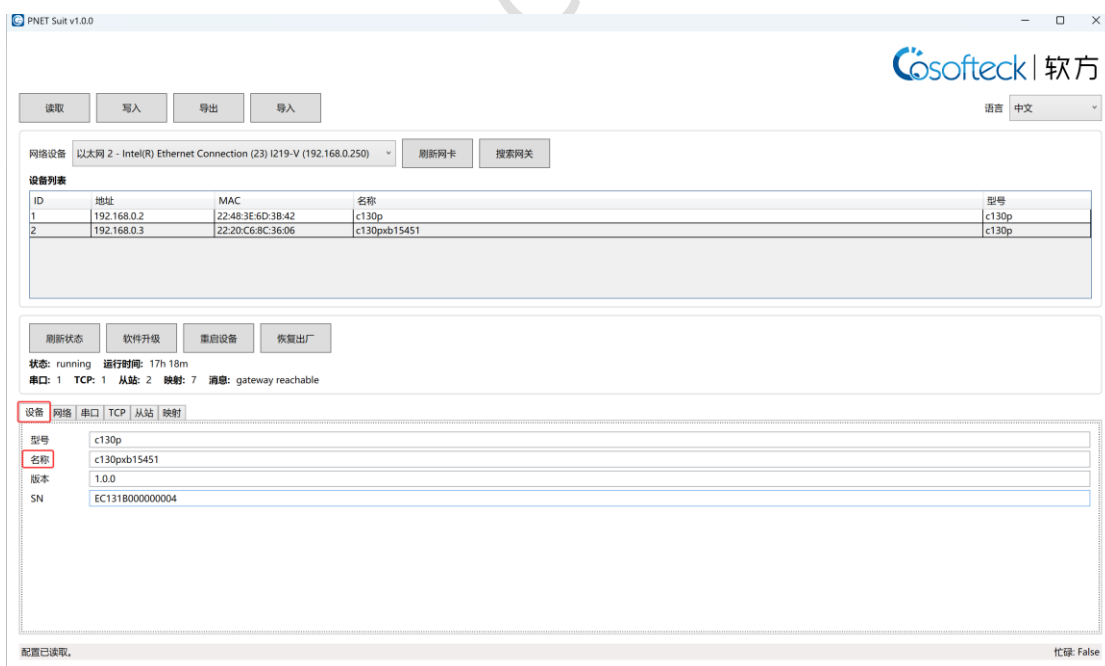 PNET Suit v1.0.0
Cosofteck | 软方
读取 写入 导出 导入 语言 中文
网络设备 以太网 2 - Intel(R) Ethernet Connection (23) I219-V (192.168.0.250) 刷新网卡 搜索网关
设备列表
ID 地址 MAC 名称 型号
1 192.168.0.2 22:48:3E:6D:3B:42 c130p c130p
2 192.168.0.3 22:20:C6:8C:36:06 c130pxb15451 c130p
刷新状态 软件升级 重启设备 恢复出厂
状态: running 运行时间: 17h 18m
串口: 1 TCP: 1 从站: 2 映射: 7 消息: gateway reachable
设备 网络 串口 TCP 从站 映射
型号 c130p
名称 c130pxb15451
版本 1.0.0
SN EC131B000000004
配置已读取。 忙碌: False